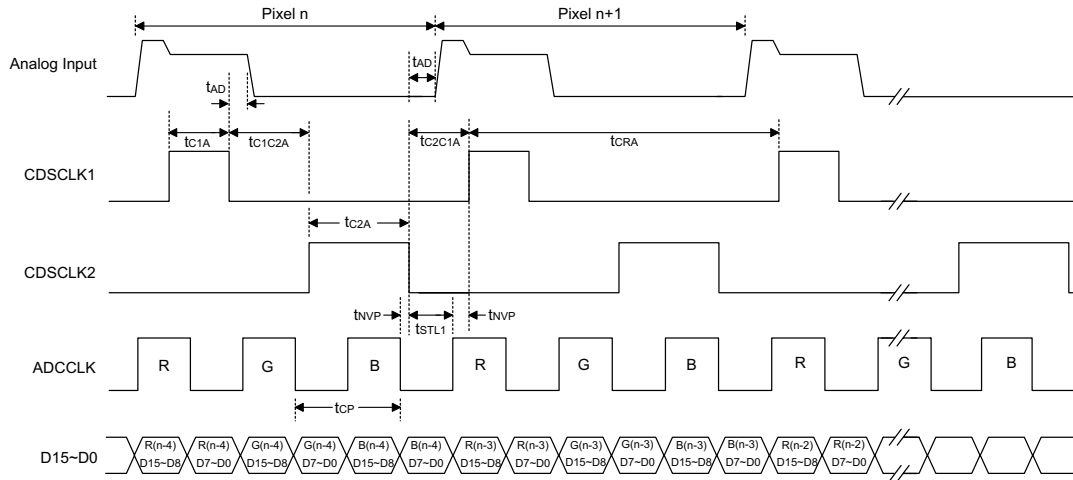 Pixel n Pixel n+1
Analog Input
tAD tAD
tC1A tC1C2A tC2C1A tCRA
CDSCLK1
tC2A
CDSCLK2
tNVP tSTL1 tNVP
ADCCLK R G B R G B R G B
tCP
R(n-4) R(n-4) G(n-4) G(n-4) B(n-4) B(n-4) R(n-3) R(n-3) G(n-3) G(n-3) B(n-3) B(n-3) R(n-2) R(n-2)
D15~D0
D15~D8 D7~D0 D15~D8 D7~D0 D15~D8 D7~D0 D15~D8 D7~D0 D15~D8 D7~D0 D15~D8 D7~D0 D15~D8 D7~D0